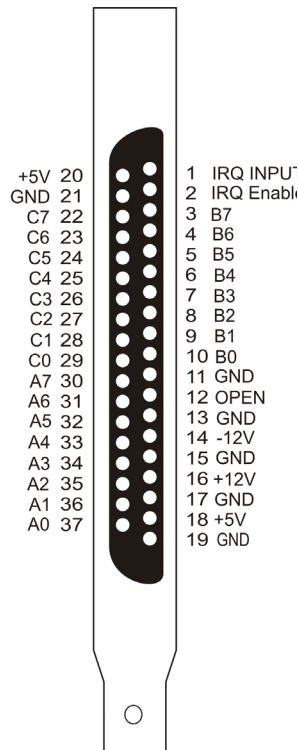 +5V 20
GND 21
C7 22
C6 23
C5 24
C4 25
C3 26
C2 27
C1 28
C0 29
A7 30
A6 31
A5 32
A4 33
A3 34
A2 35
A1 36
A0 37
1 IRQ INPUT
2 IRQ Enable
3 B7
4 B6
5 B5
6 B4
7 B3
8 B2
9 B1
10 B0
11 GND
12 OPEN
13 GND
14 -12V
15 GND
16 +12V
17 GND
18 +5V
19 GND